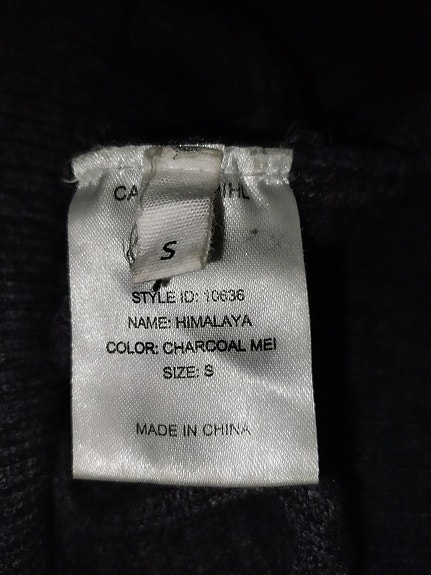 S
STYLE ID: 10636
NAME: HIMALAYA
COLOR: CHARCOAL MEI
SIZE: S
MADE IN CHINA